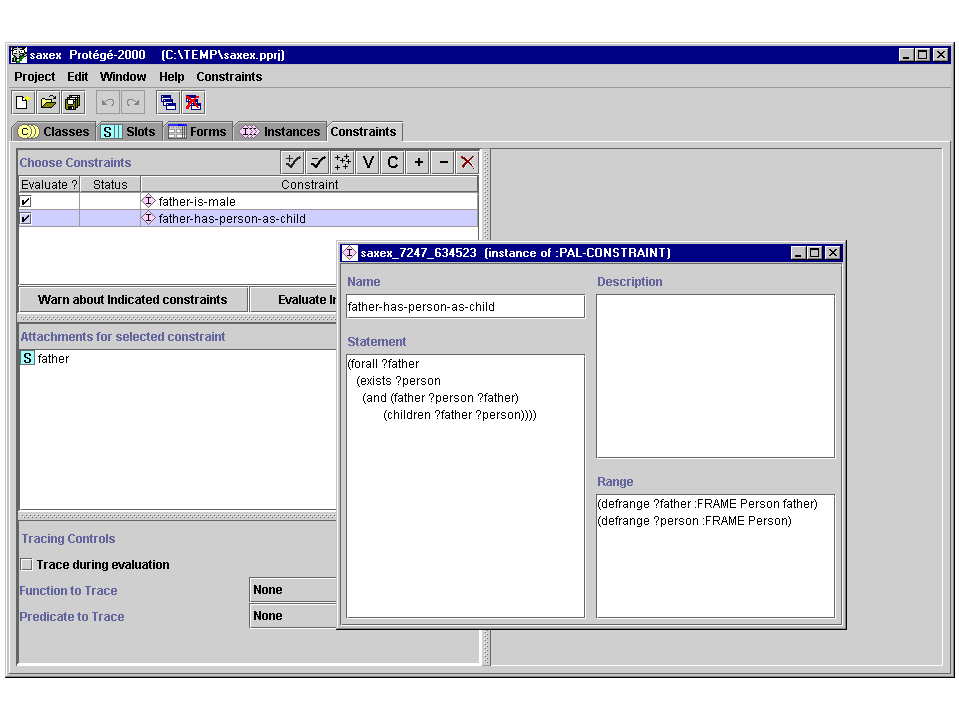 saxex Protégé-2000 (C:\TEMP\saxex.pprj)
Project Edit Window Help Constraints
C Classes S Slots Forms I Instances Constraints
Choose Constraints V C + −
Evaluate ? Status Constraint
I father-is-male
I father-has-person-as-child
Warn about Indicated constraints Evaluate
Attachments for selected constraint
S father
Tracing Controls
Trace during evaluation
Function to Trace None
Predicate to Trace None
saxex_7247_634523 (instance of :PAL-CONSTRAINT)
Name
father-has-person-as-child
Statement
(forall ?father
(exists ?person
(and (father ?person ?father)
(children ?father ?person))))
Description
Range
(defrange ?father :FRAME Person father)
(defrange ?person :FRAME Person)